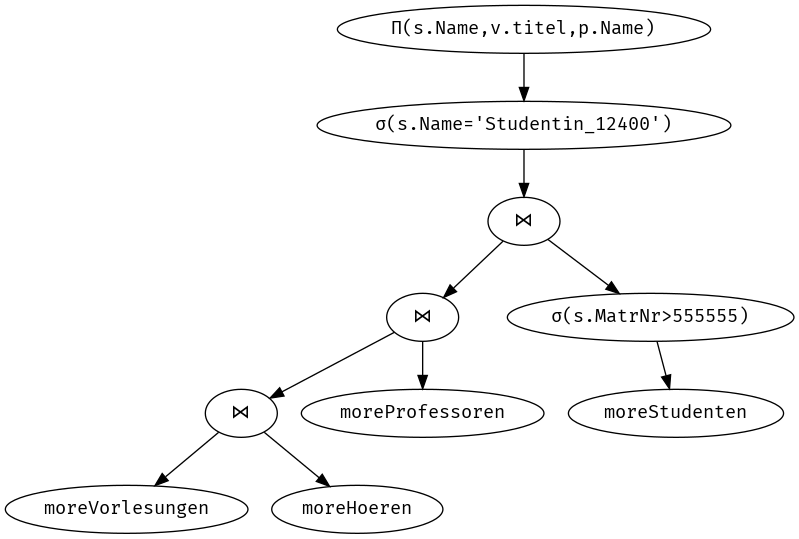 Π(s.Name,v.titel,p.Name)
σ(s.Name='Studentin_12400')
⋈
⋈
σ(s.MatrNr>555555)
⋈
moreProfessoren
moreStudenten
moreVorlesungen
moreHoeren